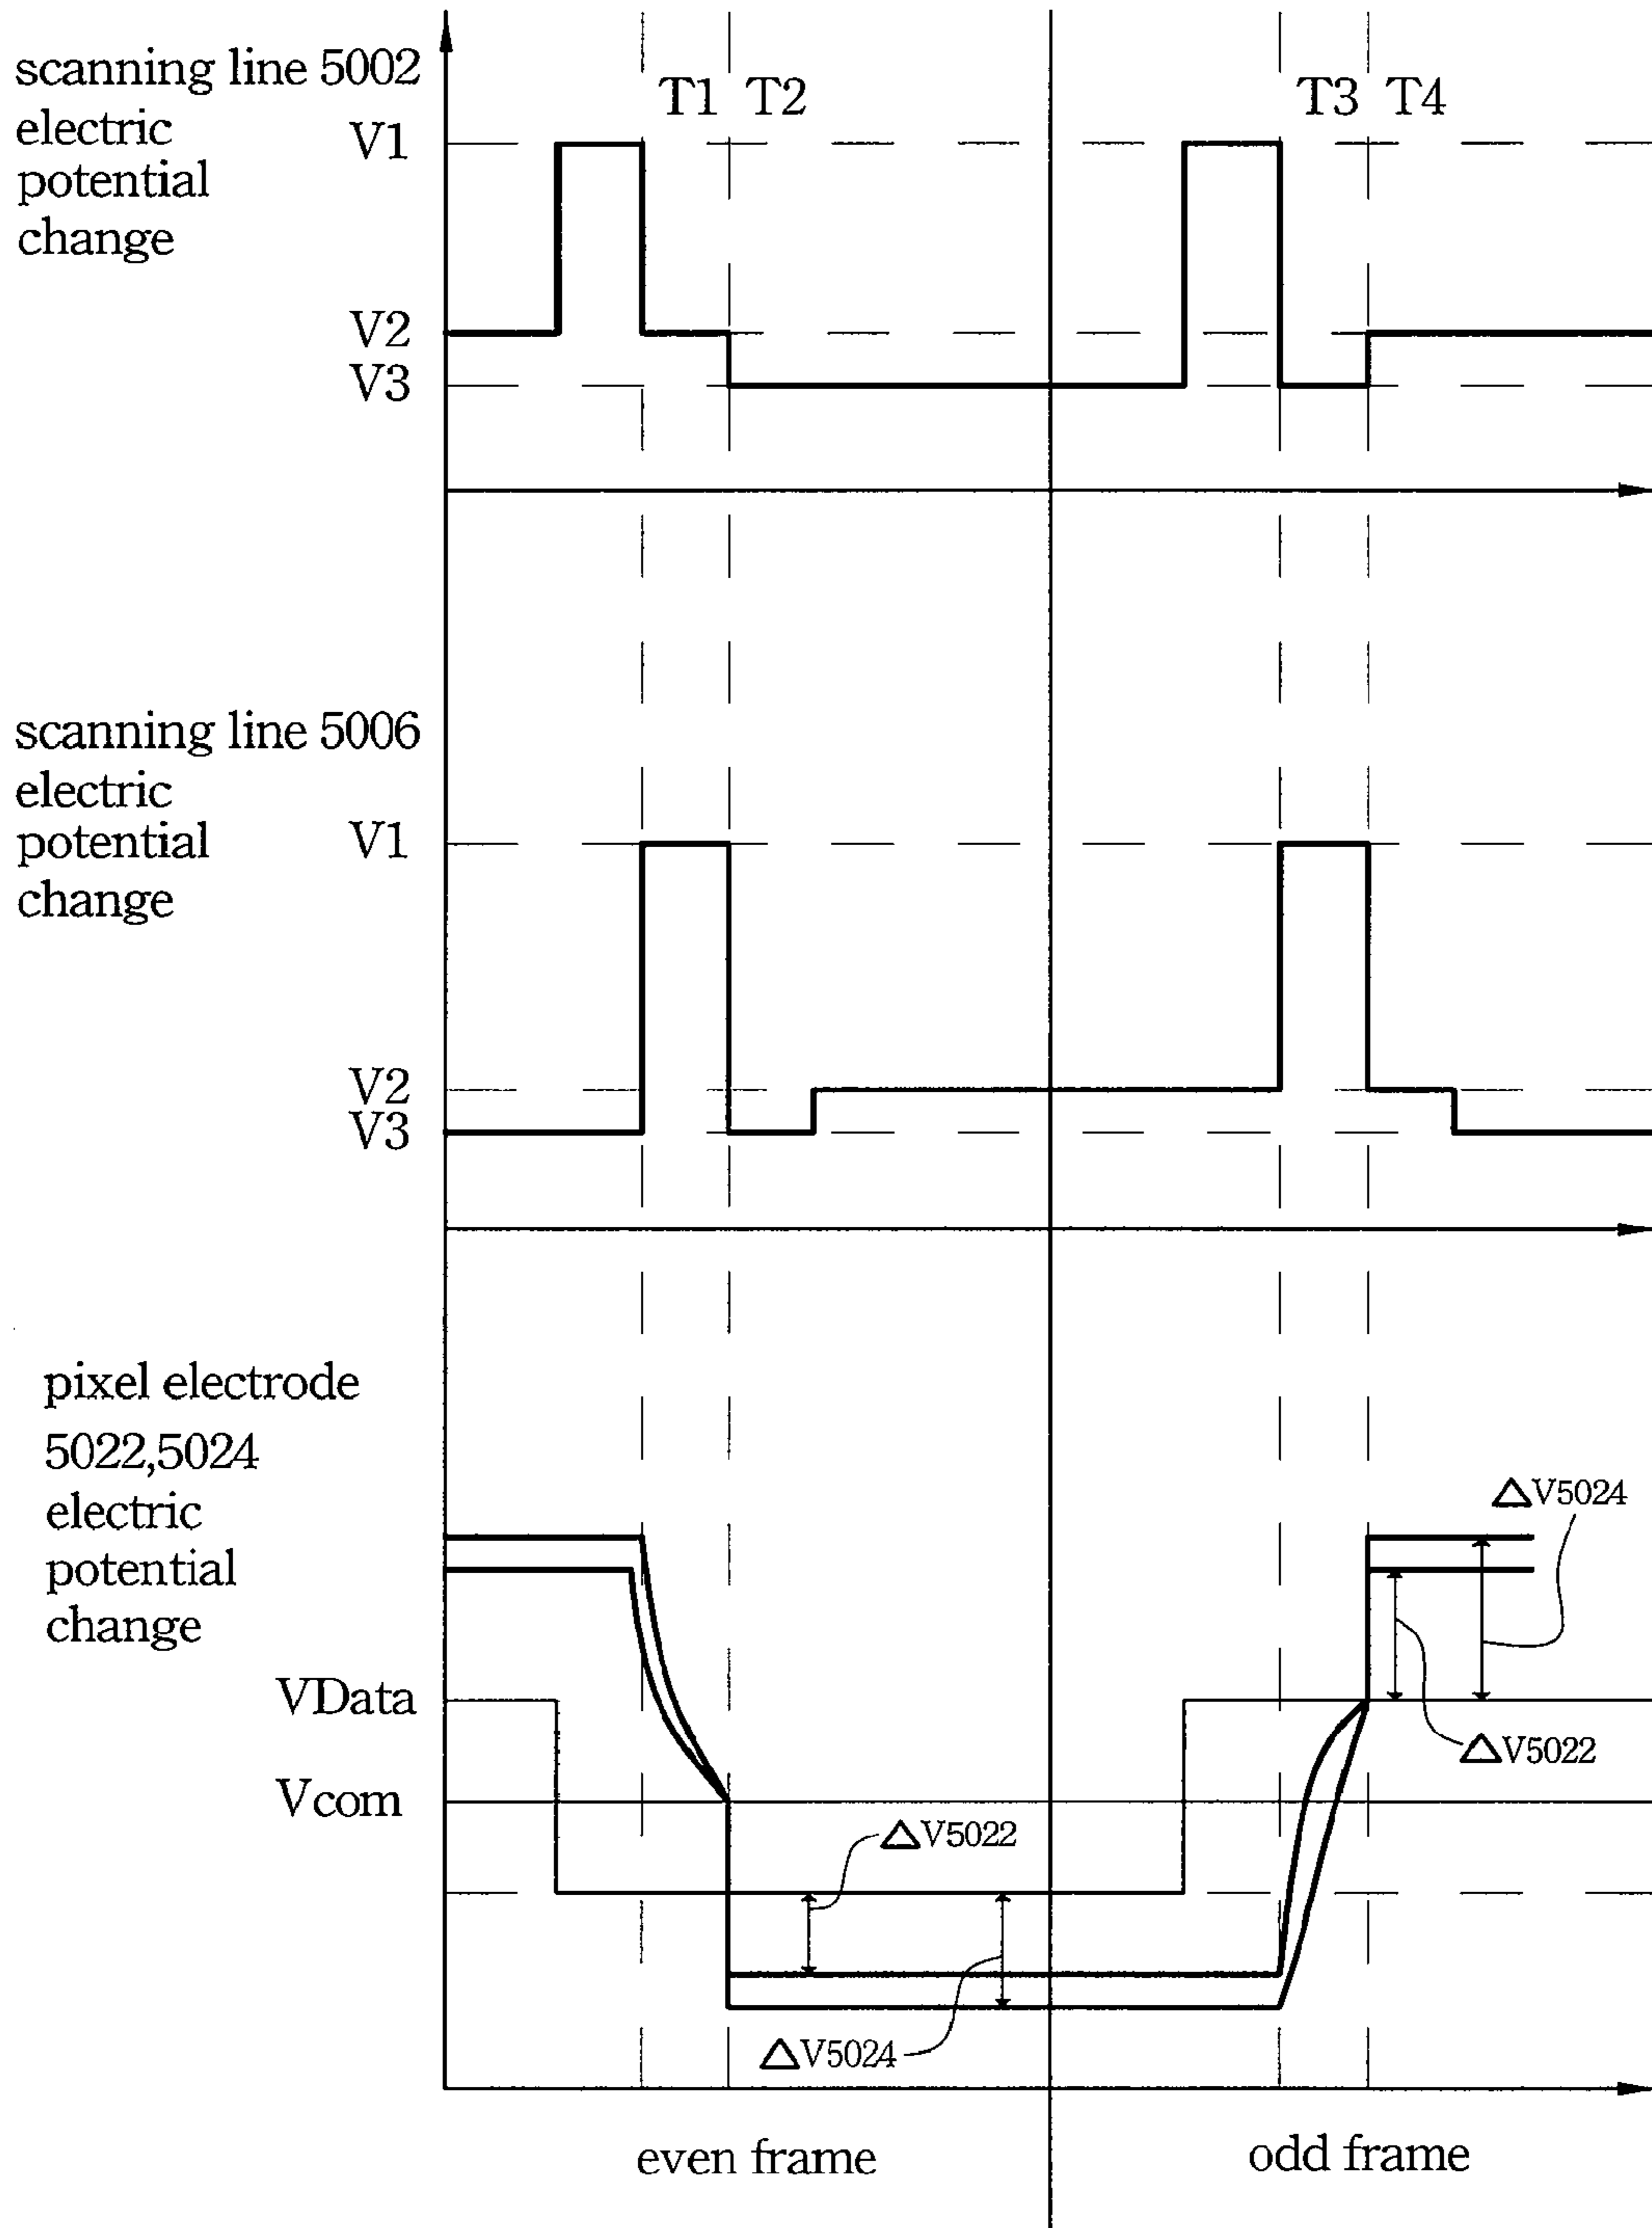 scanning line 5002
electric
potential
change
T1 T2
T3 T4
V1
V2
V3
scanning line 5006
electric
potential
change
V1
V2
V3
pixel electrode
5022,5024
electric
potential
change
△V5024
VData
△V5022
Vcom
△V5022
△V5024
even frame
odd frame